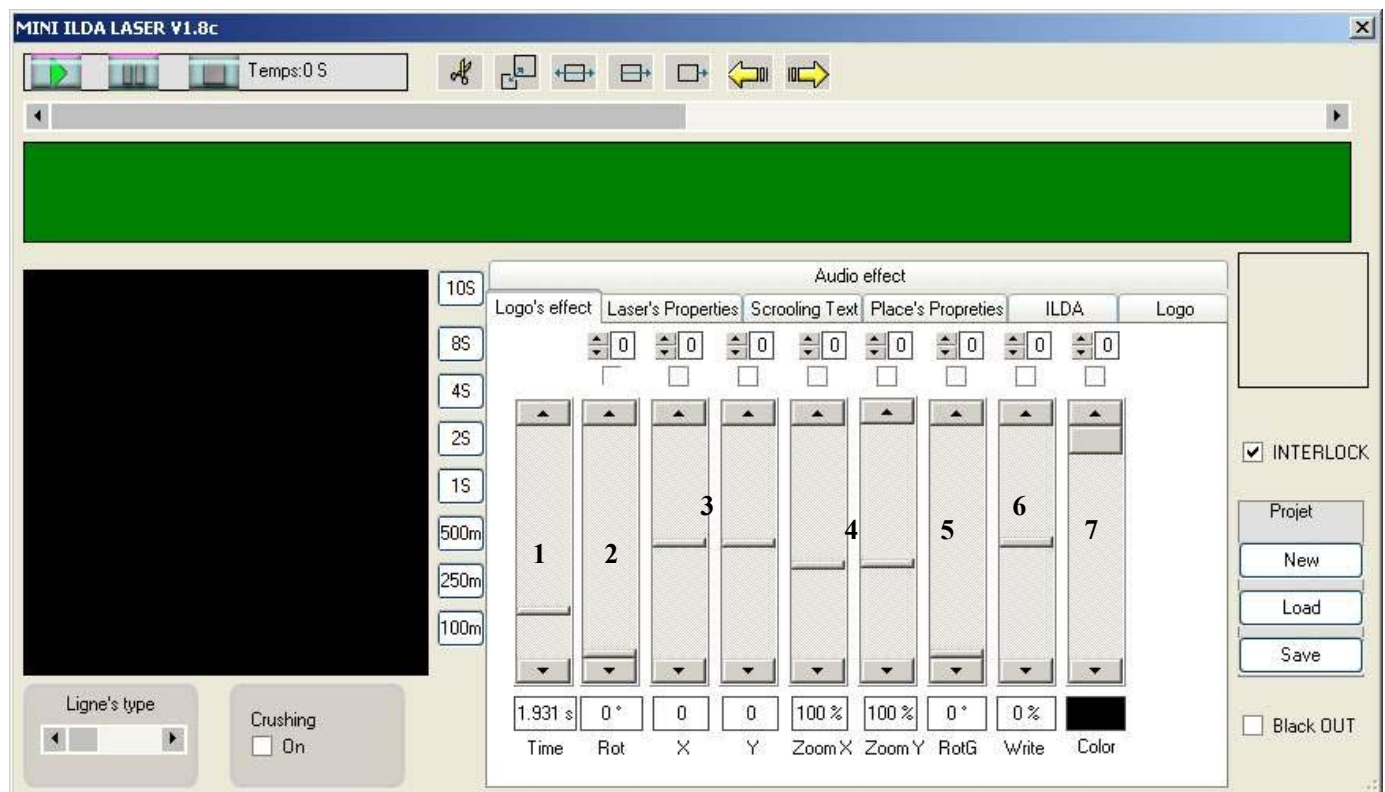 MINI ILDA LASER V1.8c
Temps:0 S
Audio effect
Logo's effect Laser's Properties Scrooling Text Place's Propreties ILDA Logo
10S
8S
4S
2S
1S
500m
250m
100m
0 0 0 0 0 0 0 0
1 2 3 4 5 6 7
1.931 s 0 ° 0 0 100 % 100 % 0 ° 0 %
Time Rot X Y Zoom X Zoom Y RotG Write Color
INTERLOCK
Projet
New
Load
Save
Black OUT
Ligne's type
Crushing
On